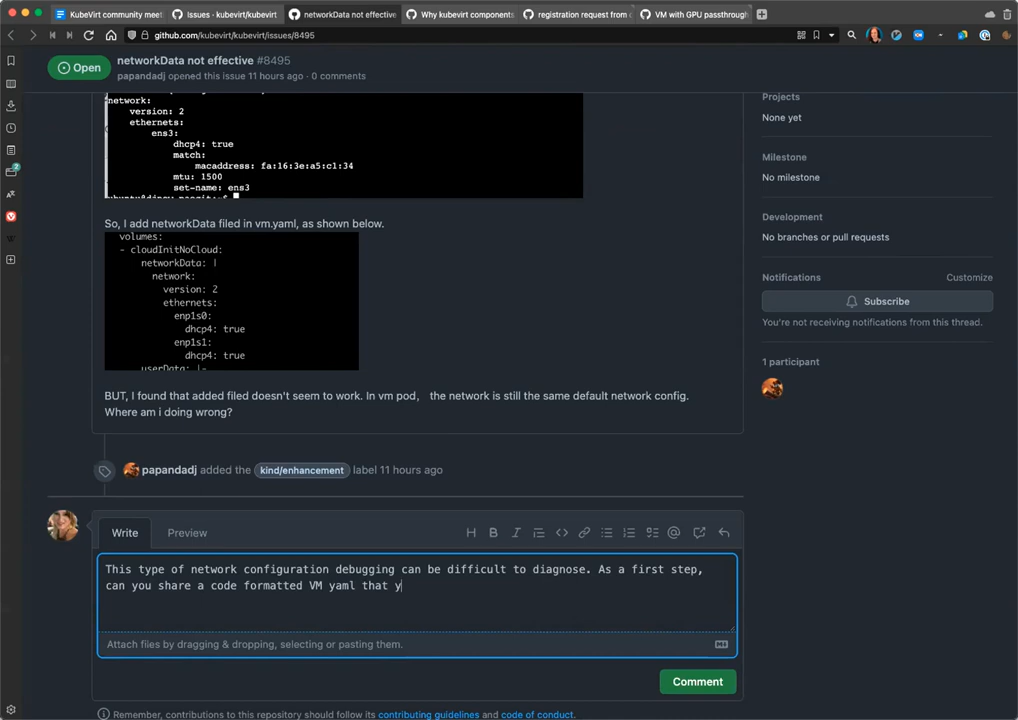 KubeVirt community meet
Issues · kubevirt/kubevirt
networkData not effective
Why kubevirt components
registration request from c
VM with GPU passthroug
github.com/kubevirt/kubevirt/issues/8495
Open
networkData not effective #8495
papandadj opened this issue 11 hours ago · 0 comments
network:
version: 2
ethernets:
ens3:
dhcp4: true
match:
macaddress: fa:16:3e:a5:c1:34
mtu: 1500
set-name: ens3
So, I add networkData filed in vm.yaml, as shown below.
volumes:
- cloudInitNoCloud:
networkData: |
network:
version: 2
ethernets:
enp1s0:
dhcp4: true
enp1s1:
dhcp4: true
userData: |-
BUT, I found that added filed doesn't seem to work. In vm pod， the network is still the same default network config.
Where am i doing wrong?
papandadj added the kind/enhancement label 11 hours ago
Write
Preview
This type of network configuration debugging can be difficult to diagnose. As a first step,
can you share a code formatted VM yaml that y
Attach files by dragging & dropping, selecting or pasting them.
Comment
Remember, contributions to this repository should follow its contributing guidelines and code of conduct.
Projects
None yet
Milestone
No milestone
Development
No branches or pull requests
Notifications
Customize
Subscribe
You're not receiving notifications from this thread.
1 participant